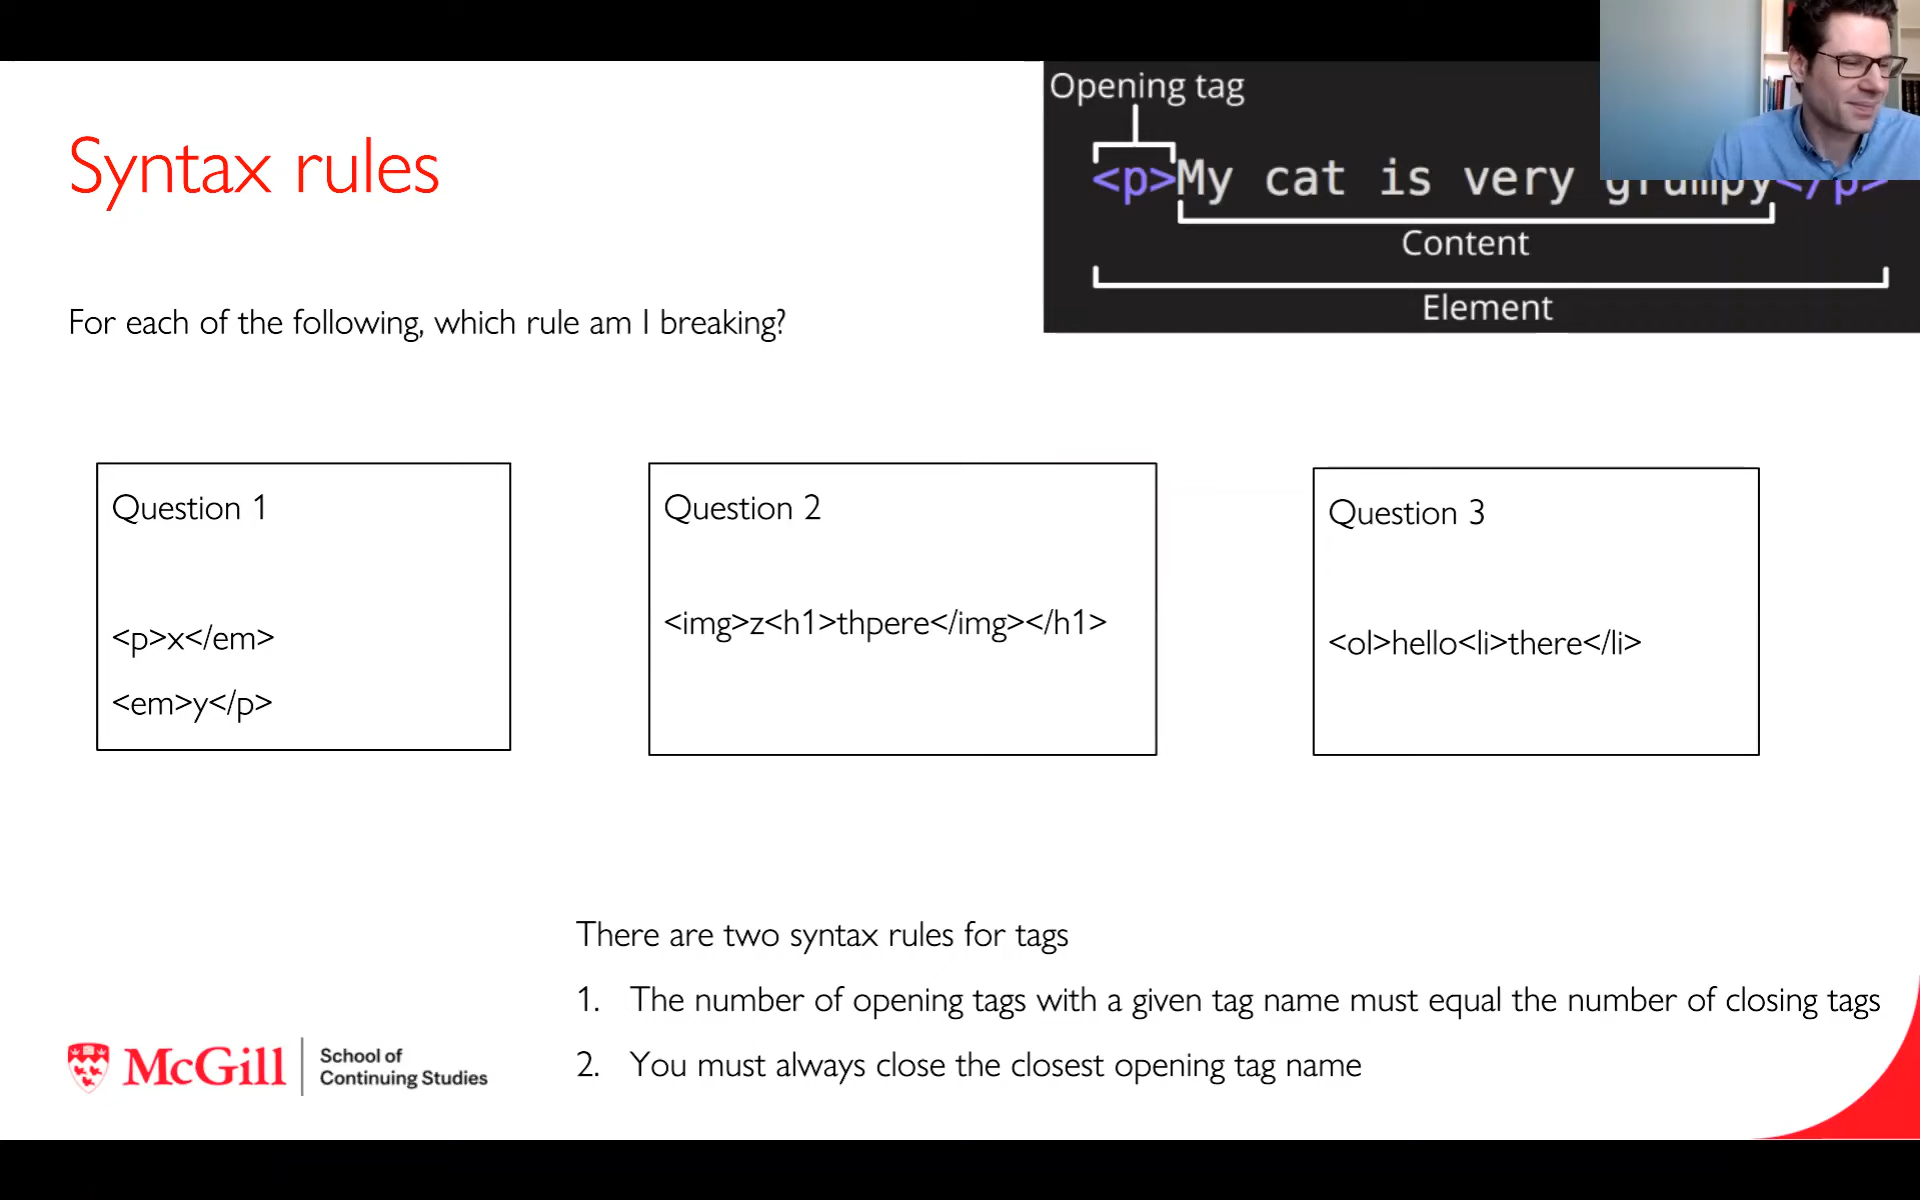 Opening tag
<p>My cat is very grumpy</p>
Content
Element
Syntax rules
For each of the following, which rule am I breaking?
Question 1
<p>x</em>
<em>y</p>
Question 2
<img>z<h1>thpere</img></h1>
Question 3
<ol>hello<li>there</li>
There are two syntax rules for tags
1. The number of opening tags with a given tag name must equal the number of closing tags
2. You must always close the closest opening tag name
McGill
School of
Continuing Studies